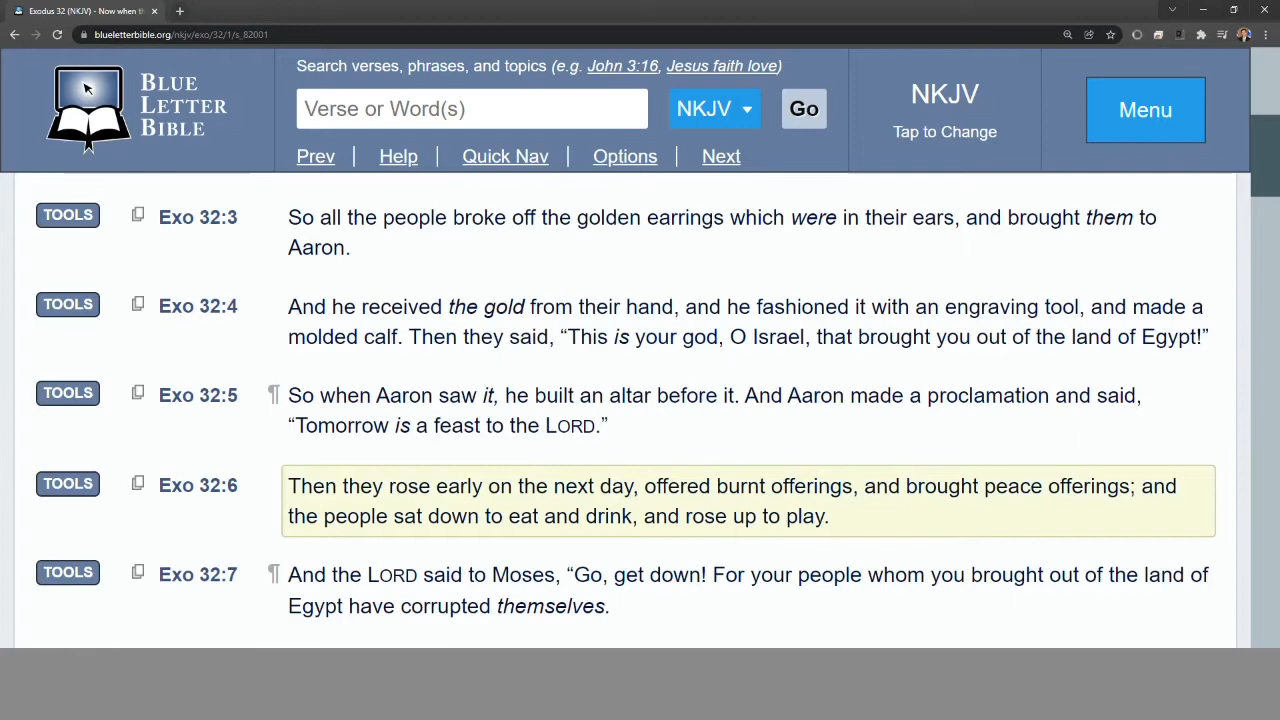 Exodus 32 (NKJV) - Now when th
blueletterbible.org/nkjv/exo/32/1/s_82001
BLUE
LETTER
BIBLE
Search verses, phrases, and topics (e.g. John 3:16, Jesus faith love)
Verse or Word(s)
NKJV
Go
Prev | Help | Quick Nav | Options | Next
NKJV
Tap to Change
Menu
TOOLS Exo 32:3 So all the people broke off the golden earrings which were in their ears, and brought them to
Aaron.
TOOLS Exo 32:4 And he received the gold from their hand, and he fashioned it with an engraving tool, and made a
molded calf. Then they said, “This is your god, O Israel, that brought you out of the land of Egypt!”
TOOLS Exo 32:5 ¶ So when Aaron saw it, he built an altar before it. And Aaron made a proclamation and said,
“Tomorrow is a feast to the LORD.”
TOOLS Exo 32:6 Then they rose early on the next day, offered burnt offerings, and brought peace offerings; and
the people sat down to eat and drink, and rose up to play.
TOOLS Exo 32:7 ¶ And the LORD said to Moses, “Go, get down! For your people whom you brought out of the land of
Egypt have corrupted themselves.